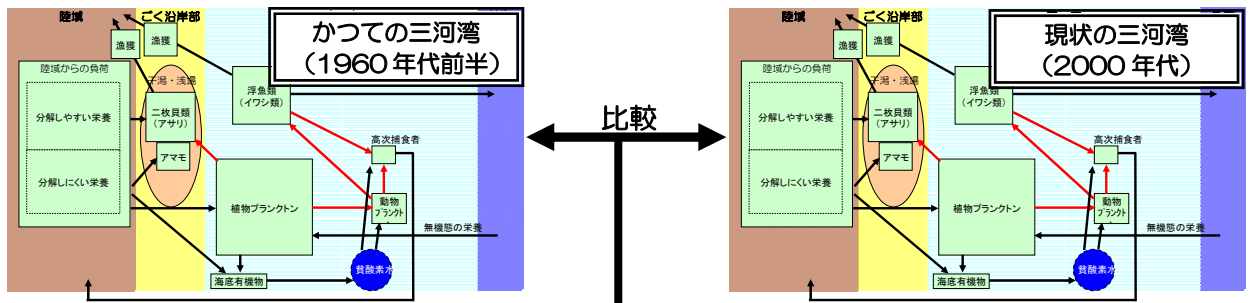 陸域
ごく沿岸部
かつての三河湾
（1960年代前半）
漁獲
漁獲
陸域からの負荷
干潟・浅場
浮魚類
（イワシ類）
分解しやすい栄養
二枚貝類
（アサリ）
高次捕食者
アマモ
分解しにくい栄養
植物プランクトン
動物
プランクト
無機態の栄養
貧酸素水
海底有機物
比較
陸域
ごく沿岸部
現状の三河湾
（2000年代）
漁獲
漁獲
陸域からの負荷
干潟・浅場
浮魚類
（イワシ類）
分解しやすい栄養
二枚貝類
（アサリ）
高次捕食者
アマモ
分解しにくい栄養
植物プランクトン
動物
プランクト
無機態の栄養
貧酸素水
海底有機物